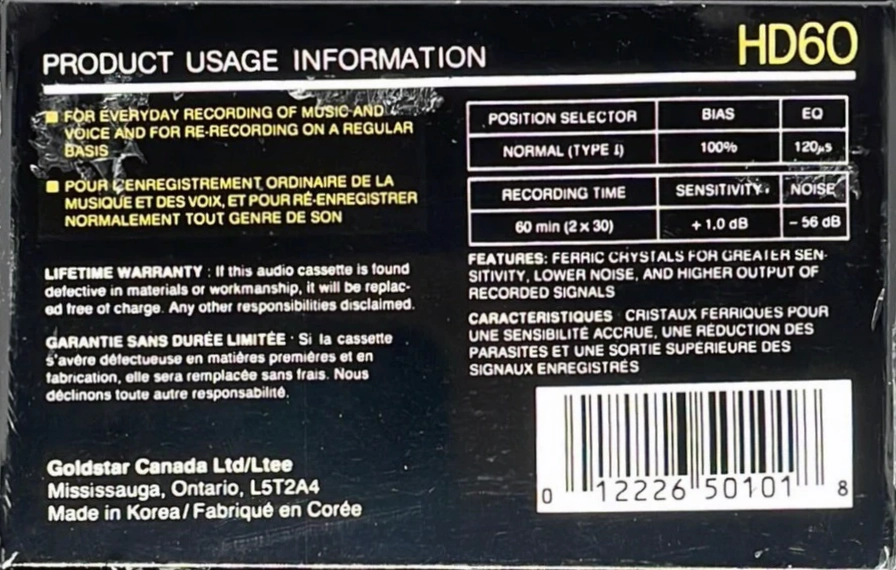 PRODUCT USAGE INFORMATION
HD60
FOR EVERYDAY RECORDING OF MUSIC AND
VOICE AND FOR RE-RECORDING ON A REGULAR
BASIS
POUR L'ENREGISTREMENT ORDINAIRE DE LA
MUSIQUE ET DES VOIX, ET POUR RÉ-ENREGISTRER
NORMALEMENT TOUT GENRE DE SON
LIFETIME WARRANTY : If this audio cassette is found
defective in materials or workmanship, it will be replac-
ed free of charge. Any other responsibilities disclaimed.
GARANTIE SANS DURÉE LIMITÉE · Si la cassette
s'avère défectueuse en matières premières et en
fabrication, elle sera remplacée sans frais. Nous
déclinons toute autre responsabilité.
Goldstar Canada Ltd/Ltee
Mississauga, Ontario, L5T2A4
Made in Korea / Fabriqué en Corée
POSITION SELECTOR BIAS EQ
NORMAL (TYPE I) 100% 120µs
RECORDING TIME SENSITIVITY NOISE
60 min (2 x 30) + 1.0 dB – 56 dB
FEATURES: FERRIC CRYSTALS FOR GREATER SEN-
SITIVITY, LOWER NOISE, AND HIGHER OUTPUT OF
RECORDED SIGNALS
CARACTERISTIQUES CRISTAUX FERRIQUES POUR
UNE SENSIBILITÉ ACCRUE, UNE RÉDUCTION DES
PARASITES ET UNE SORTIE SUPÉRIEURE DES
SIGNAUX ENREGISTRÉS
0 12226 50101 8